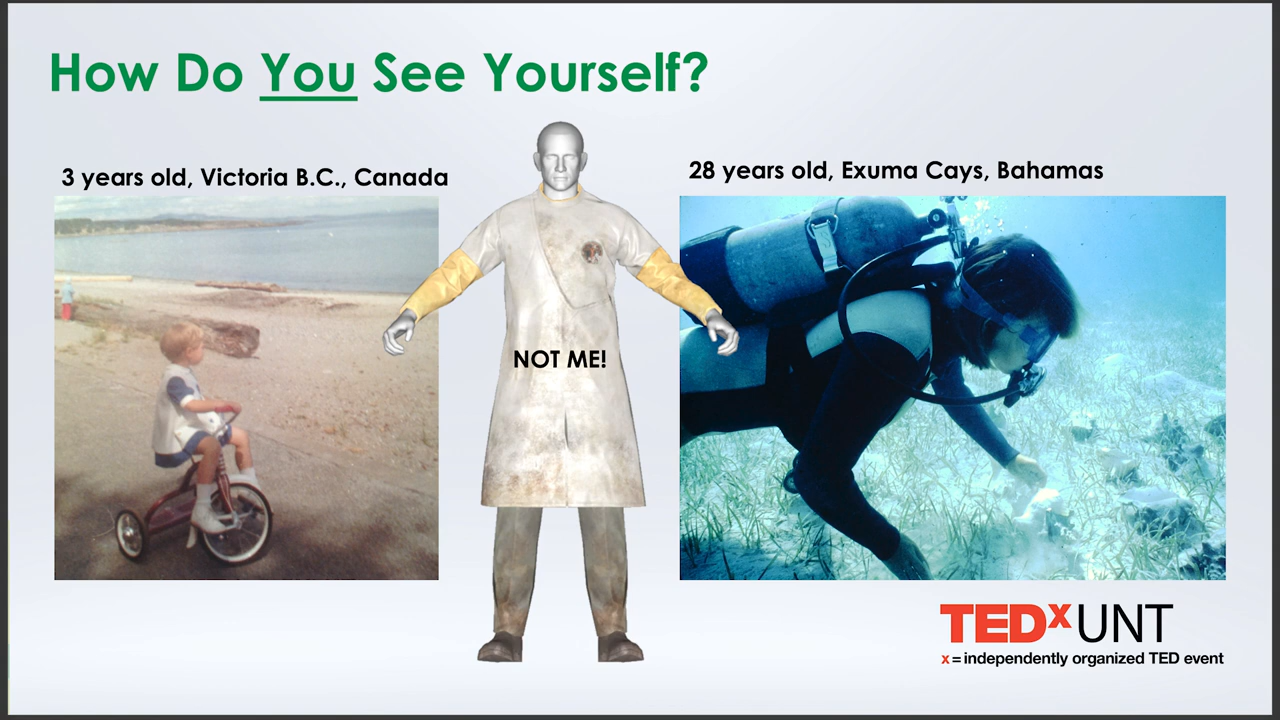 How Do You See Yourself?
3 years old, Victoria B.C., Canada
28 years old, Exuma Cays, Bahamas
NOT ME!
TEDxUNT
x = independently organized TED event